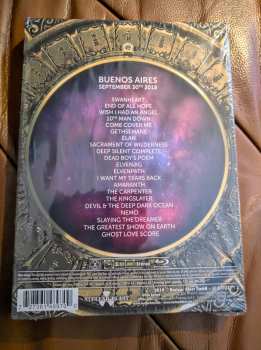 BUENOS AIRES
SEPTEMBER 30TH 2018
SWANHEART
END OF ALL HOPE
WISH I HAD AN ANGEL
10TH MAN DOWN
COME COVER ME
GETHSEMANE
ÉLAN
SACRAMENT OF WILDERNESS
DEEP SILENT COMPLETE
DEAD BOY'S POEM
ELVENJIG
ELVENPATH
I WANT MY TEARS BACK
AMARANTH
THE CARPENTER
THE KINGSLAYER
DEVIL & THE DEEP DARK OCEAN
NEMO
SLAYING THE DREAMER
THE GREATEST SHOW ON EARTH
GHOST LOVE SCORE
NUCLEAR BLAST